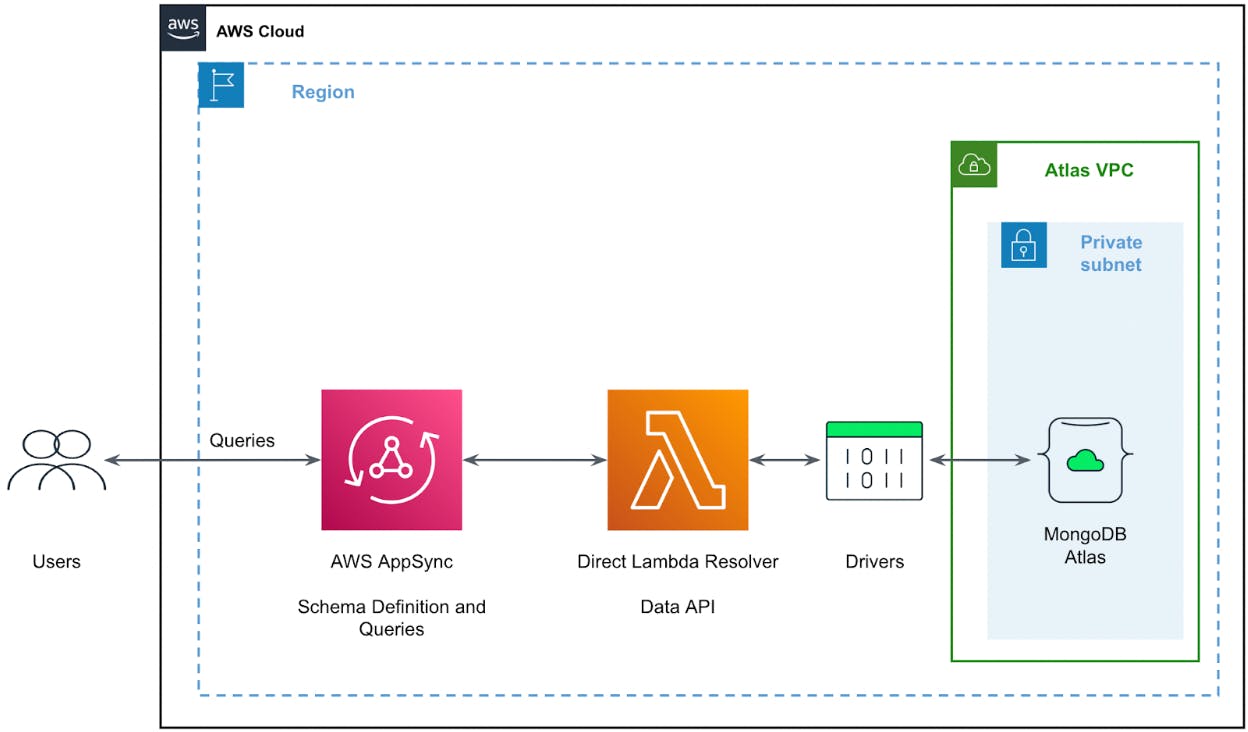 aws
AWS Cloud
Region
Atlas VPC
Private
subnet
Queries
1011
1011
Users
AWS AppSync
Schema Definition and
Queries
Direct Lambda Resolver
Data API
Drivers
MongoDB
Atlas